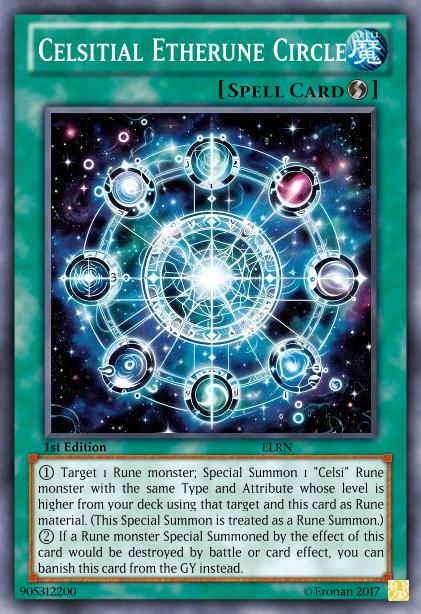 Celsitial Etherune Circle SPELL 魔
[Spell Card]
1st Edition ELRN
① Target 1 Rune monster; Special Summon 1 "Celsi" Rune
monster with the same Type and Attribute whose level is
higher from your deck using that target and this card as Rune
material. (This Special Summon is treated as a Rune Summon.)
② If a Rune monster Special Summoned by the effect of this
card would be destroyed by battle or card effect, you can
banish this card from the GY instead.
905312200 ©Eronan 2017